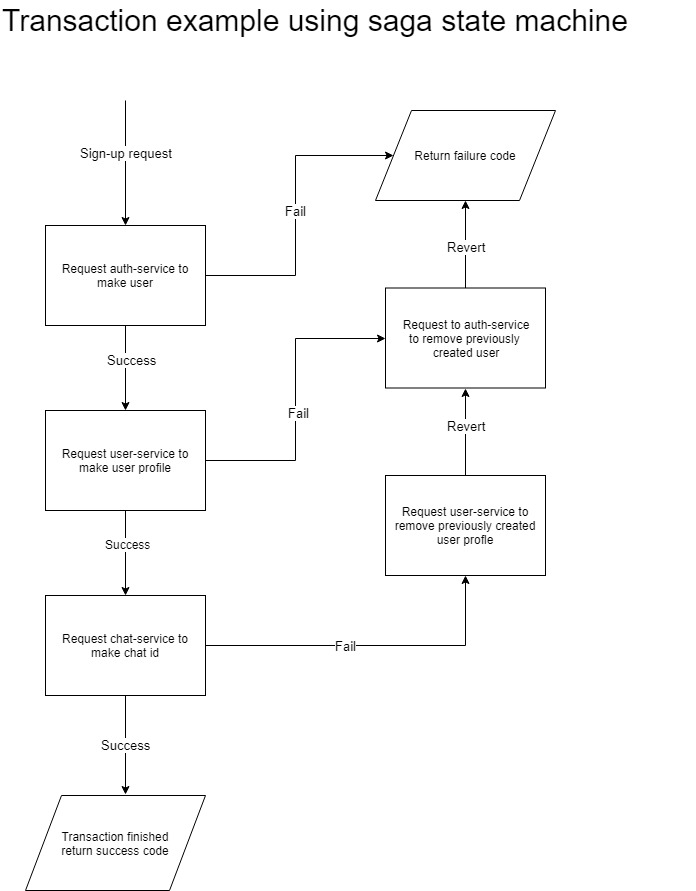 Transaction example using saga state machine
Sign-up request
Return failure code
Fail
Revert
Request auth-service to
make user
Request to auth-service
to remove previously
created user
Success
Fail
Revert
Request user-service to
make user profile
Request user-service to
remove previously created
user profle
Success
Request chat-service to
make chat id
Fail
Success
Transaction finished
return success code